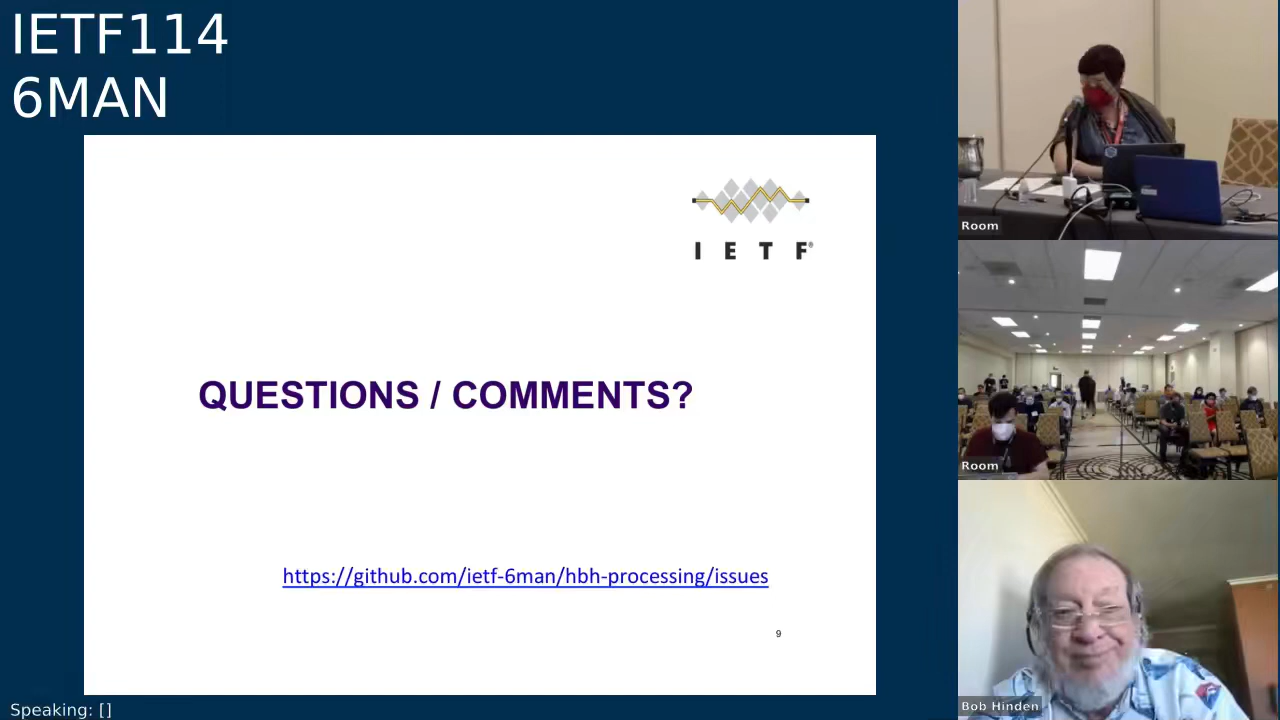 IETF114
6MAN
I E T F®
QUESTIONS / COMMENTS?
https://github.com/ietf-6man/hbh-processing/issues
9
Speaking: []
Room
Room
Bob Hinden